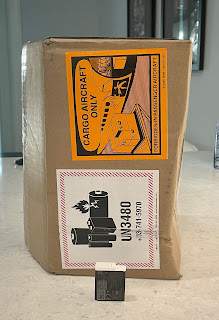 CARGO AIRCRAFT
ONLY
FORBIDDEN IN PASSENGER AIRCRAFT
UN3480